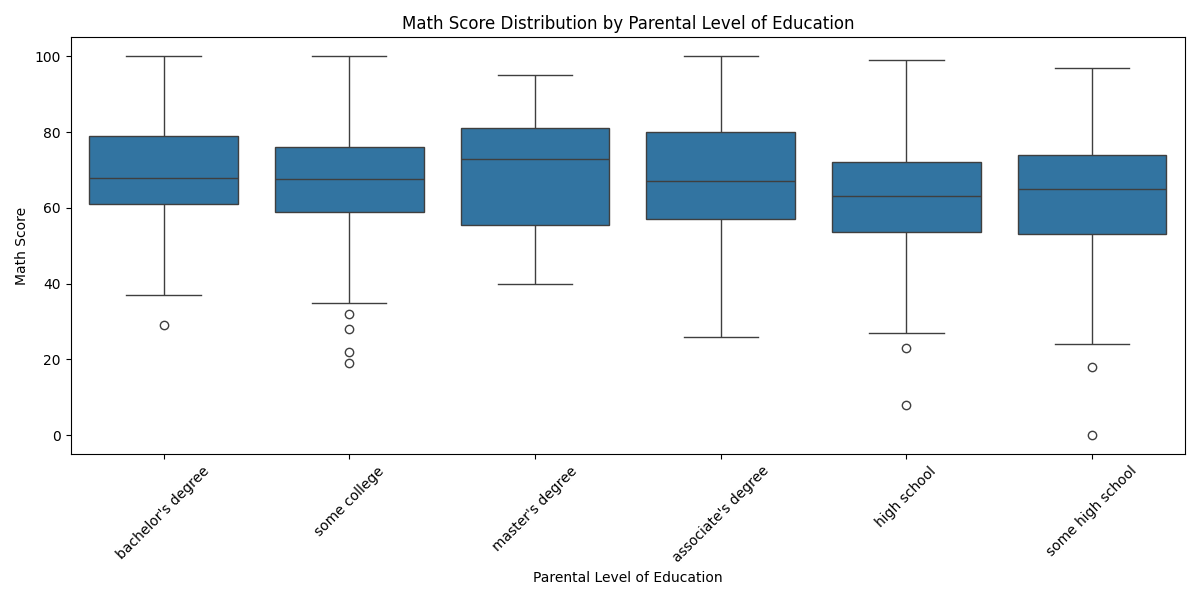 Math Score Distribution by Parental Level of Education
Math Score
100
80
60
40
20
0
bachelor's degree
some college
master's degree
associate's degree
high school
some high school
Parental Level of Education